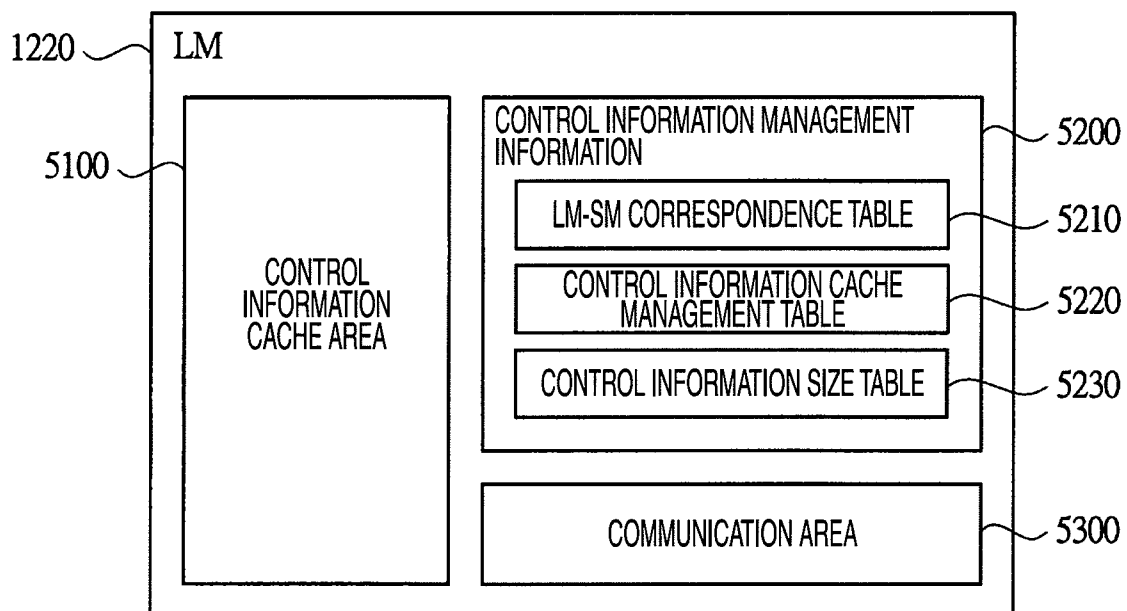 1220
LM
5100
CONTROL
INFORMATION
CACHE AREA
CONTROL INFORMATION MANAGEMENT
INFORMATION
5200
LM-SM CORRESPONDENCE TABLE
5210
CONTROL INFORMATION CACHE
MANAGEMENT TABLE
5220
CONTROL INFORMATION SIZE TABLE
5230
COMMUNICATION AREA
5300